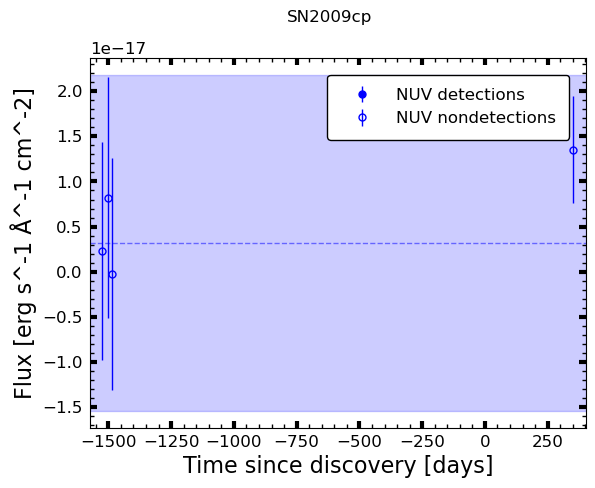 SN2009cp
1e−17
NUV detections
NUV nondetections
2.0
1.5
1.0
0.5
0.0
−0.5
−1.0
−1.5
Flux [erg s^-1 Å^-1 cm^-2]
−1500 −1250 −1000 −750 −500 −250 0 250
Time since discovery [days]